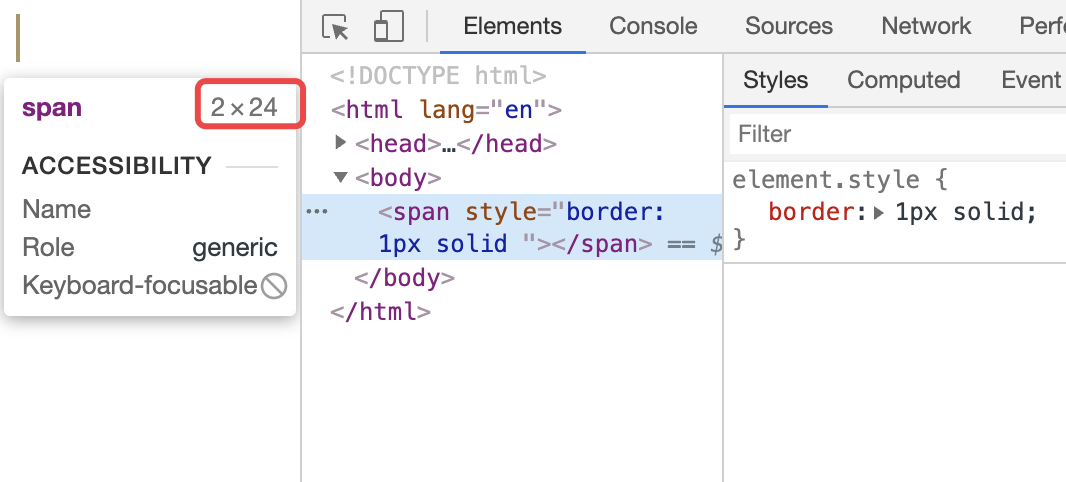 span 2 × 24
ACCESSIBILITY
Name
Role generic
Keyboard-focusable
Elements Console Sources Network Perf
<!DOCTYPE html>
<html lang="en">
<head>…</head>
<body>
<span style="border:
1px solid "></span> == $
</body>
</html>
Styles Computed Event
Filter
element.style {
border: 1px solid;
}